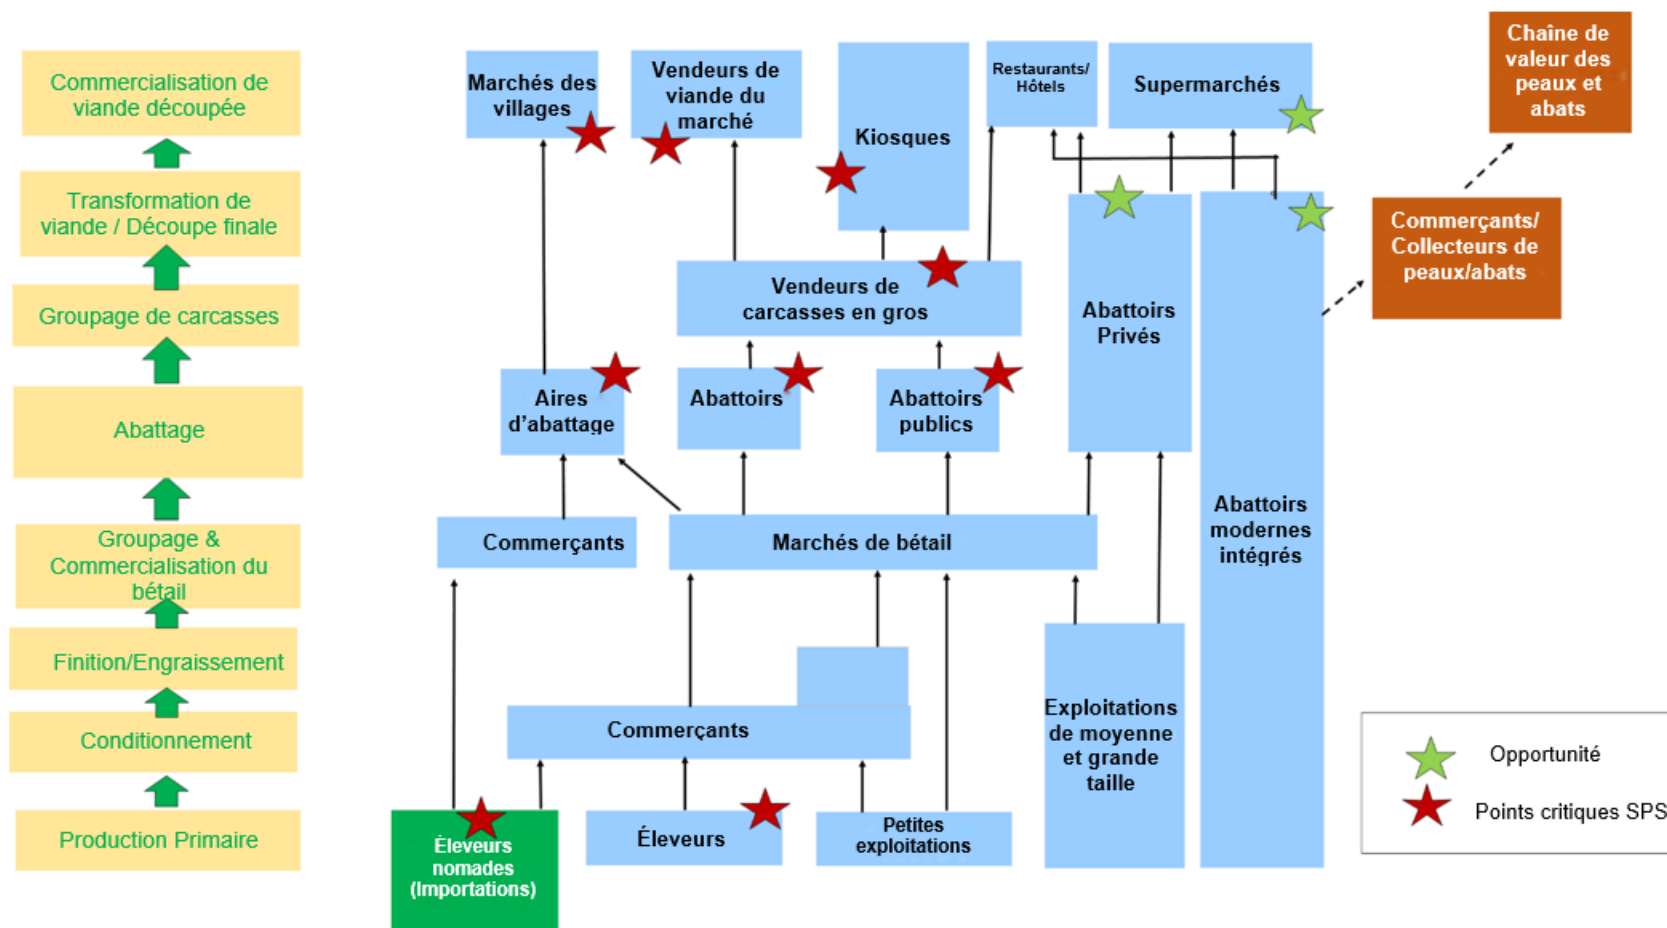 Commercialisation de
viande découpée
Transformation de
viande / Découpe finale
Groupage de carcasses
Abattage
Groupage &
Commercialisation du
bétail
Finition/Engraissement
Conditionnement
Production Primaire
Marchés des
villages
Vendeurs de
viande du
marché
Kiosques
Restaurants/
Hôtels
Supermarchés
Chaîne de
valeur des
peaux et
abats
Commerçants/
Collecteurs de
peaux/abats
Vendeurs de
carcasses en gros
Abattoirs
Privés
Aires
d'abattage
Abattoirs
Abattoirs
publics
Abattoirs
modernes
intégrés
Commerçants
Marchés de bétail
Commerçants
Exploitations
de moyenne
et grande
taille
Éleveurs
nomades
(Importations)
Éleveurs
Petites
exploitations
Opportunité
Points critiques SPS